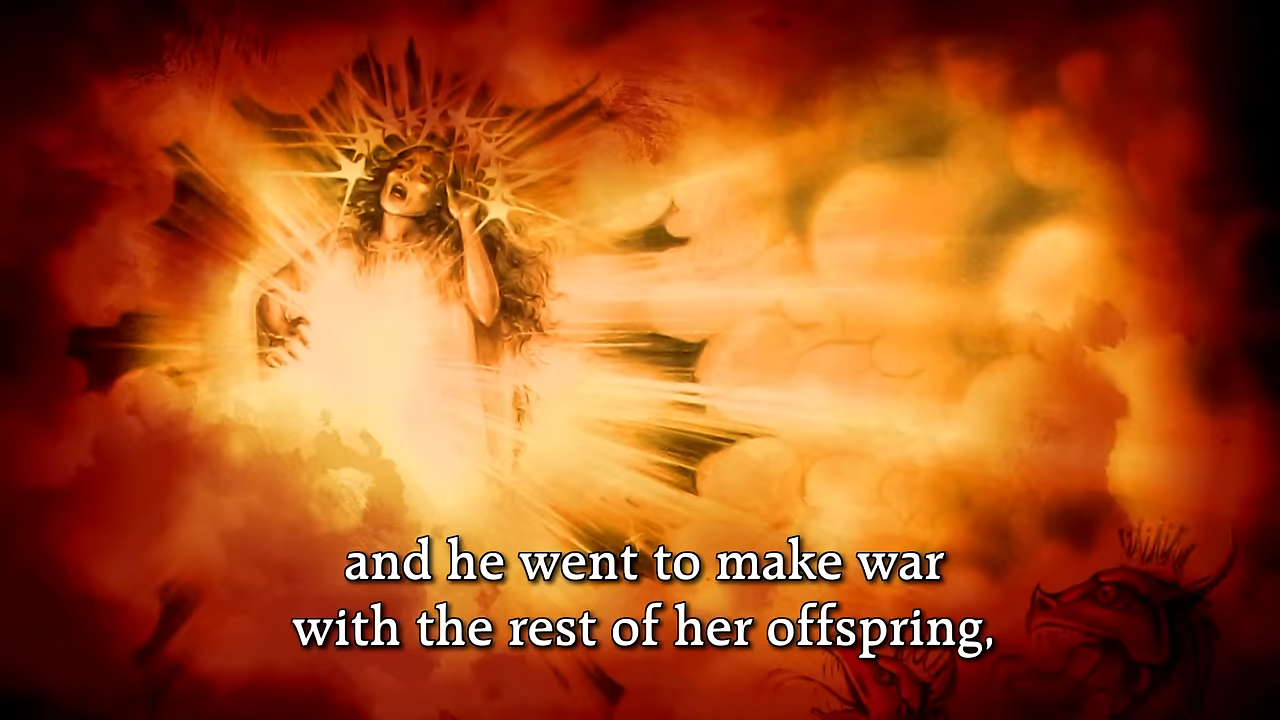 and he went to make war
with the rest of her offspring,